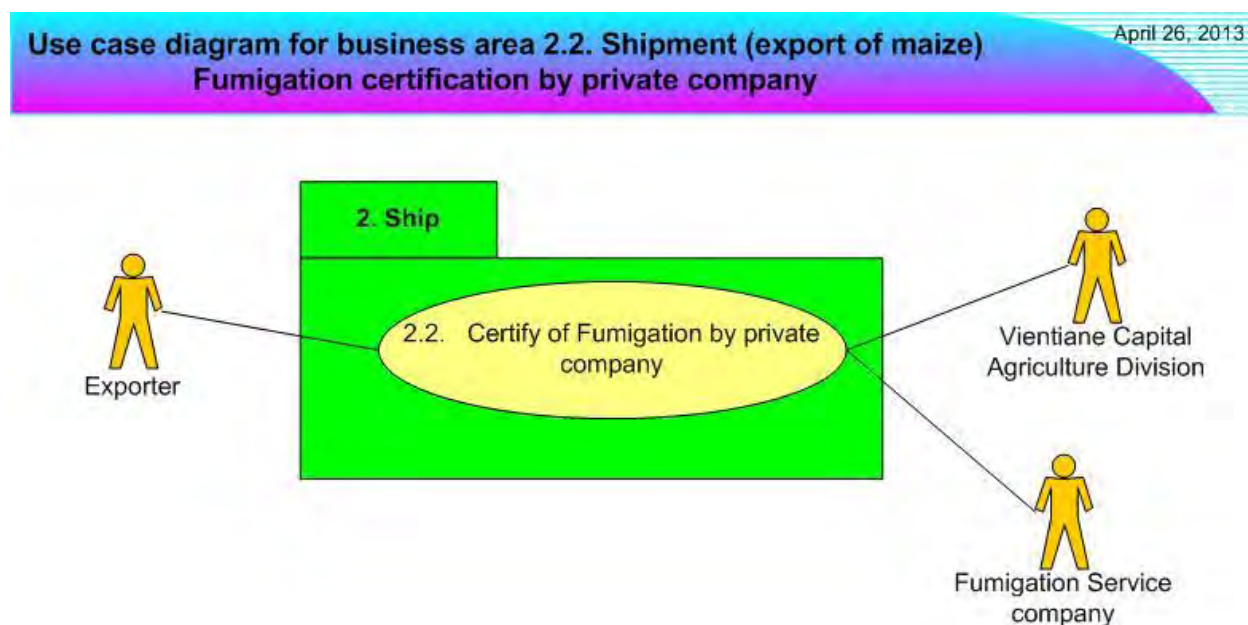 Use case diagram for business area 2.2. Shipment (export of maize)
Fumigation certification by private company
April 26, 2013
2. Ship
2.2. Certify of Fumigation by private
company
Exporter
Vientiane Capital
Agriculture Division
Fumigation Service
company